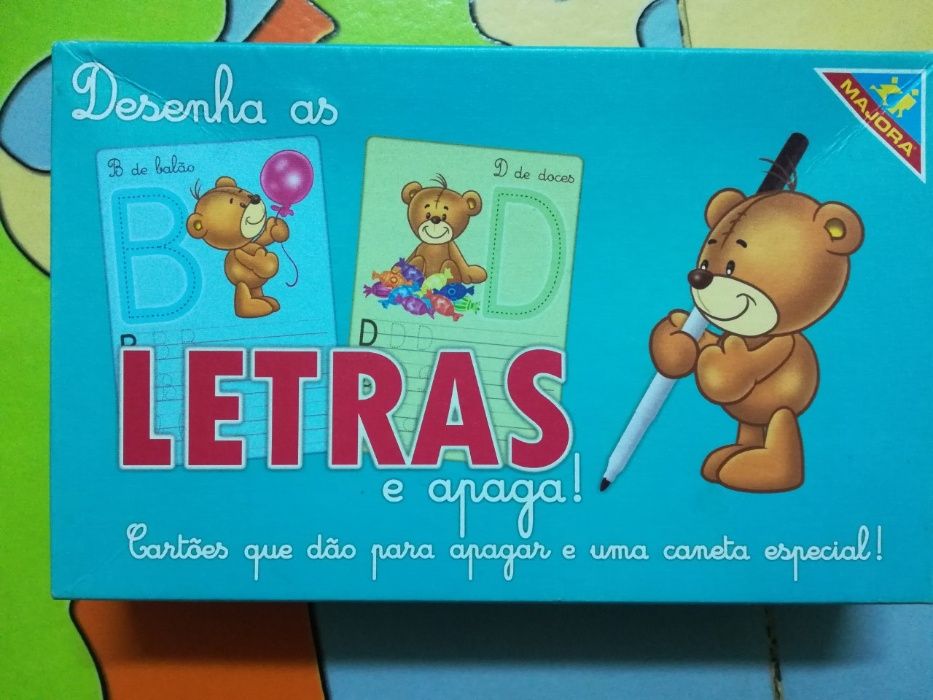 Desenha as
MAJORA
B de balão
B
B B B
D de doces
D
D D D
LETRAS
e apaga!
Cartões que dão para apagar e uma caneta especial!